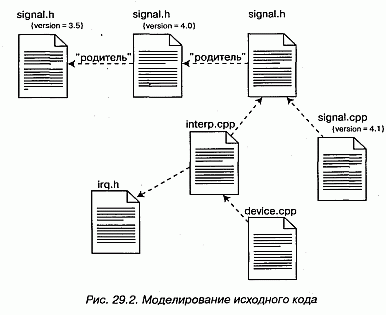 signal.h signal.h signal.h
{version = 3.5} {version = 4.0}
"родитель" "родитель"
interp.cpp signal.cpp
{version = 4.1}
irq.h
device.cpp
Рис. 29.2. Моделирование исходного кода